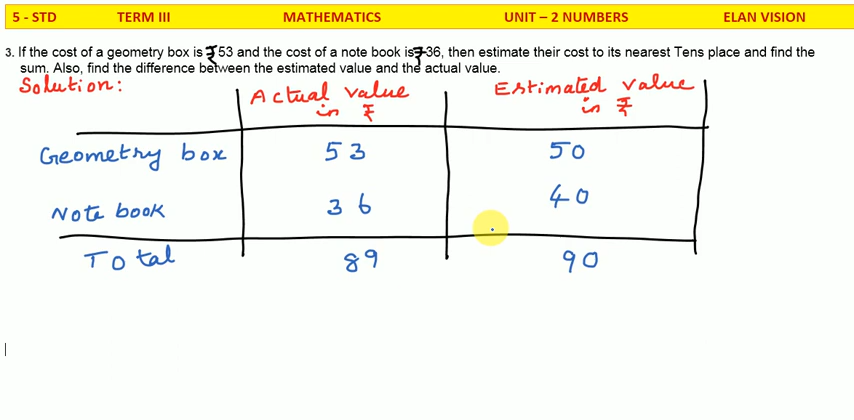 5 - STD TERM III MATHEMATICS UNIT – 2 NUMBERS ELAN VISION
3. If the cost of a geometry box is ₹53 and the cost of a note book is ₹36, then estimate their cost to its nearest Tens place and find the
sum. Also, find the difference between the estimated value and the actual value.
Solution:
Actual value in ₹
Estimated value in ₹
Geometry box 53 50
Note book 36 40
Total 89 90